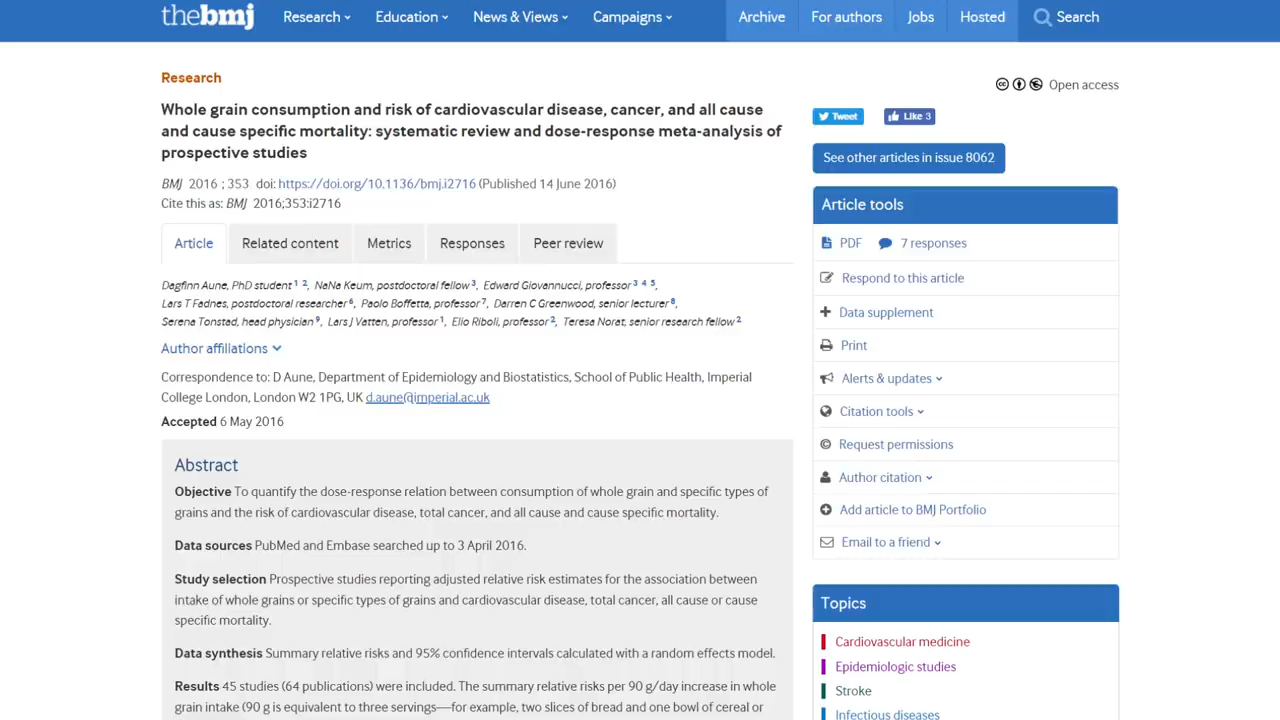 thebmj Research Education News & Views Campaigns Archive For authors Jobs Hosted Search
Research
Whole grain consumption and risk of cardiovascular disease, cancer, and all cause
and cause specific mortality: systematic review and dose-response meta-analysis of
prospective studies
BMJ 2016 ; 353 doi: https://doi.org/10.1136/bmj.i2716 (Published 14 June 2016)
Cite this as: BMJ 2016;353:i2716
Article Related content Metrics Responses Peer review
Dagfinn Aune, PhD student 1 2, NaNa Keum, postdoctoral fellow 3, Edward Giovannucci, professor 3 4 5,
Lars T Fadnes, postdoctoral researcher 6, Paolo Boffetta, professor 7, Darren C Greenwood, senior lecturer 8,
Serena Tonstad, head physician 9, Lars J Vatten, professor 1, Elio Riboli, professor 2, Teresa Norat, senior research fellow 2
Author affiliations
Correspondence to: D Aune, Department of Epidemiology and Biostatistics, School of Public Health, Imperial
College London, London W2 1PG, UK d.aune@imperial.ac.uk
Accepted 6 May 2016
Abstract
Objective To quantify the dose-response relation between consumption of whole grain and specific types of
grains and the risk of cardiovascular disease, total cancer, and all cause and cause specific mortality.
Data sources PubMed and Embase searched up to 3 April 2016.
Study selection Prospective studies reporting adjusted relative risk estimates for the association between
intake of whole grains or specific types of grains and cardiovascular disease, total cancer, all cause or cause
specific mortality.
Data synthesis Summary relative risks and 95% confidence intervals calculated with a random effects model.
Results 45 studies (64 publications) were included. The summary relative risks per 90 g/day increase in whole
grain intake (90 g is equivalent to three servings—for example, two slices of bread and one bowl of cereal or
Open access
Tweet Like 3
See other articles in issue 8062
Article tools
PDF 7 responses
Respond to this article
Data supplement
Print
Alerts & updates
Citation tools
Request permissions
Author citation
Add article to BMJ Portfolio
Email to a friend
Topics
Cardiovascular medicine
Epidemiologic studies
Stroke
Infectious diseases